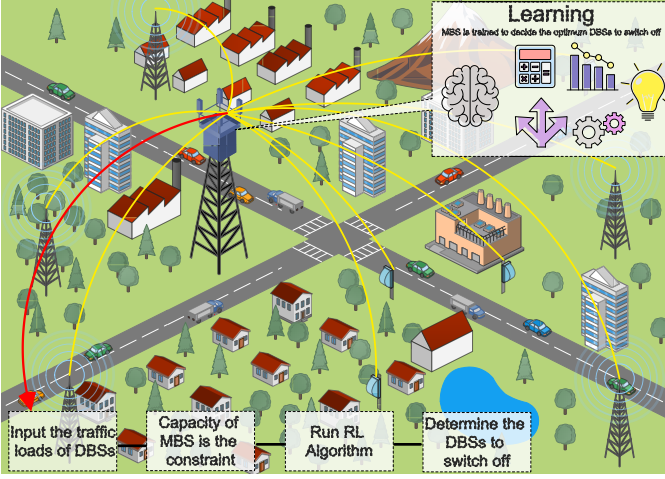 Learning
MBS is trained to decide the optimum DBSs to switch off
Input the traffic
loads of DBSs
Capacity of
MBS is the
constraint
Run RL
Algorithm
Determine the
DBSs to
switch off